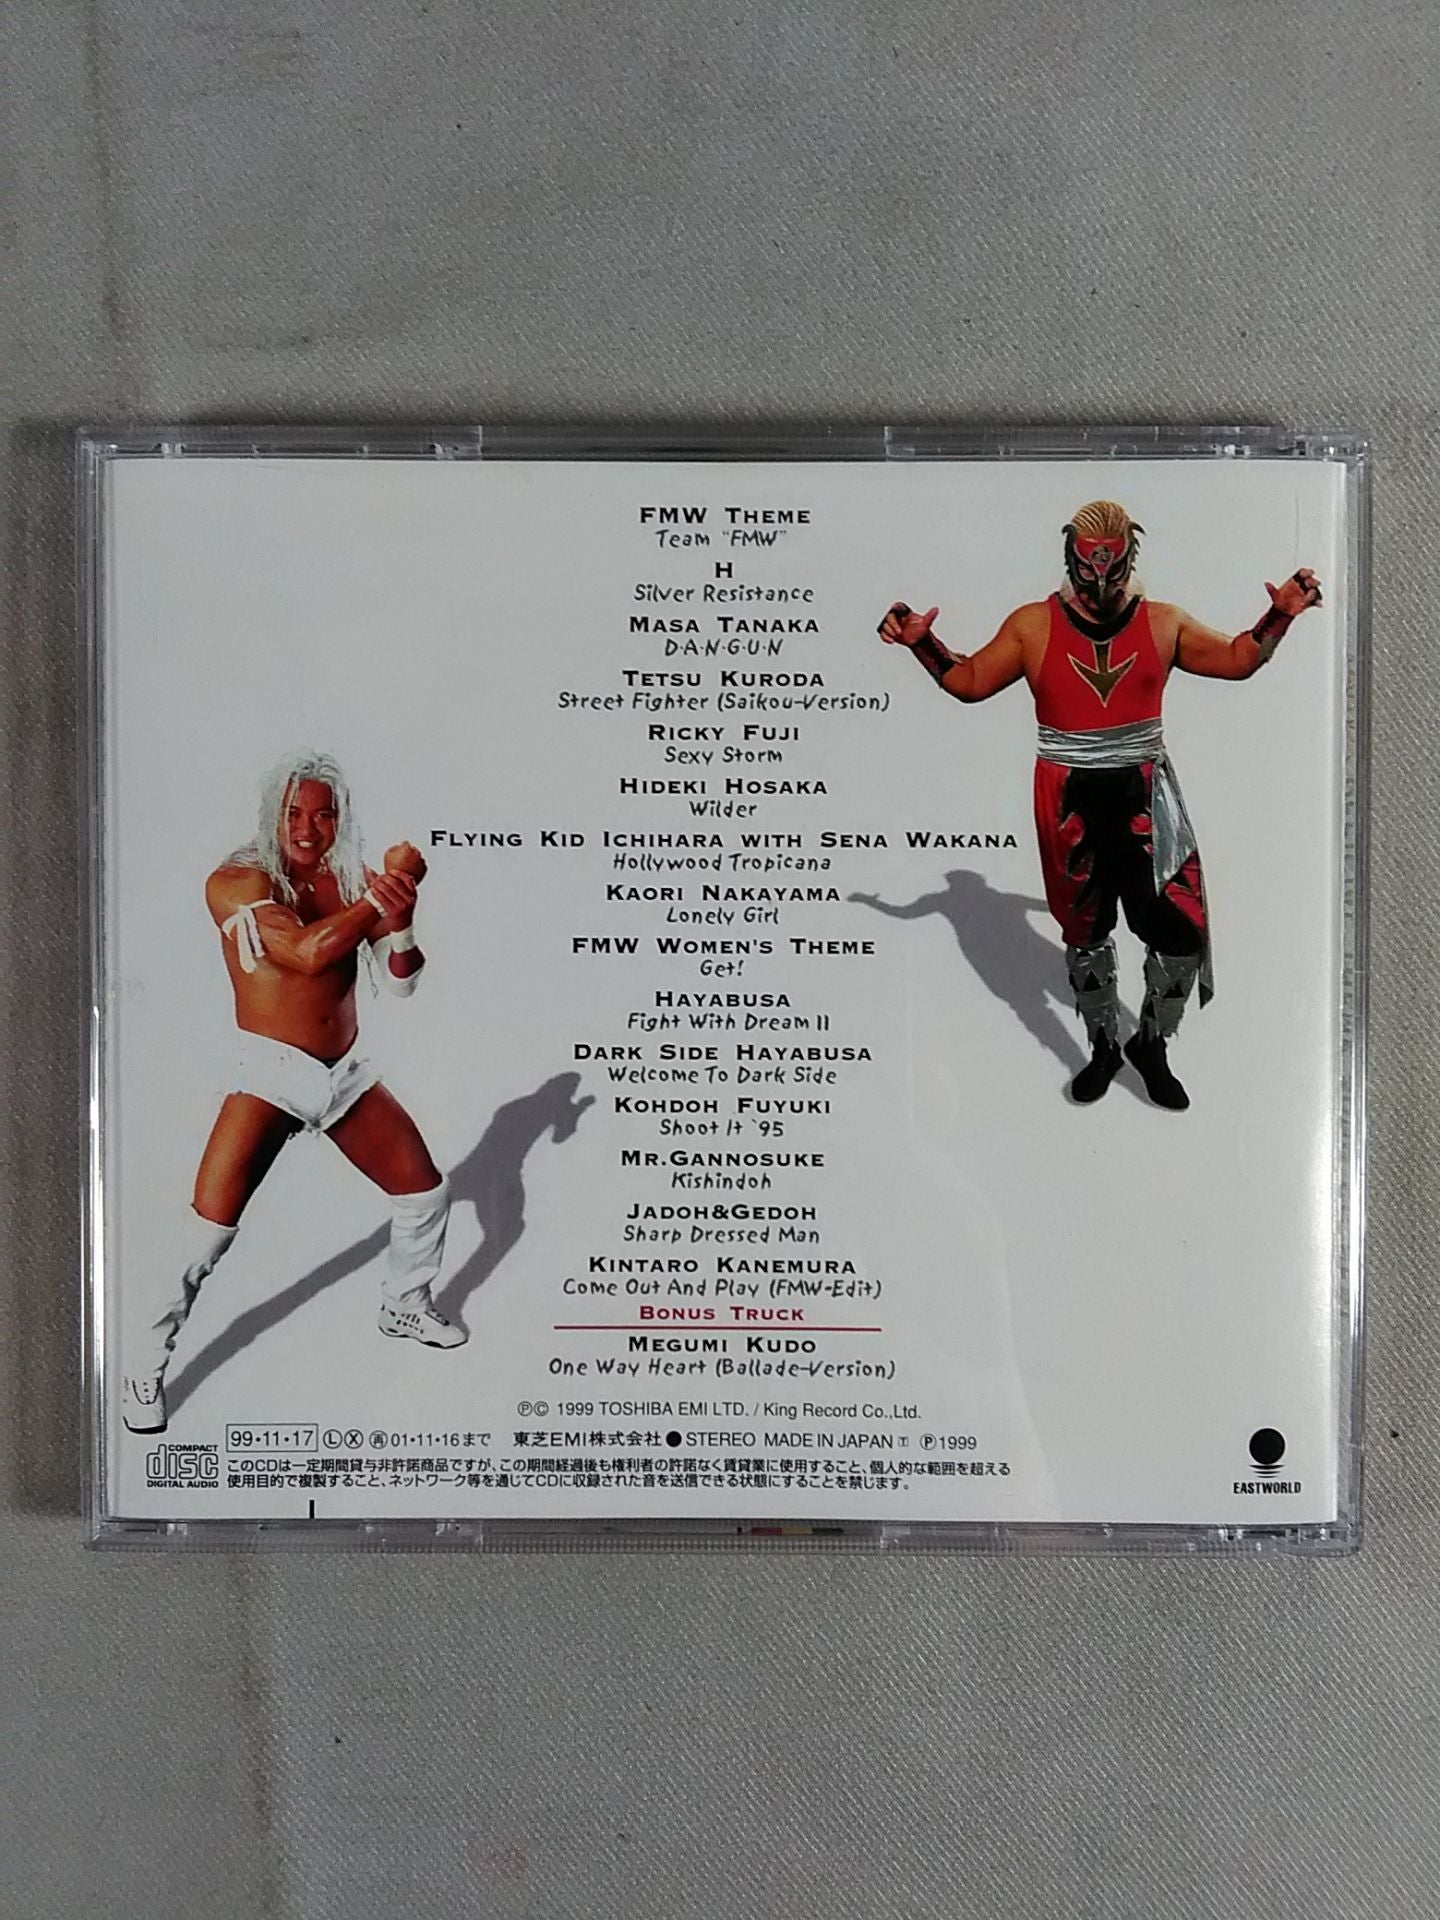 FMW THEME
Team "FMW"
H
Silver Resistance
MASA TANAKA
D·A·N·G·U·N
TETSU KURODA
Street Fighter (Saikou-Version)
RICKY FUJI
Sexy Storm
HIDEKI HOSAKA
Wilder
FLYING KID ICHIHARA WITH SENA WAKANA
Hollywood Tropicana
KAORI NAKAYAMA
Lonely Girl
FMW WOMEN'S THEME
Get!
HAYABUSA
Fight With Dream II
DARK SIDE HAYABUSA
Welcome To Dark Side
KOHDOH FUYUKI
Shoot It '95
MR.GANNOSUKE
Kishindoh
JADOH&GEDOH
Sharp Dressed Man
KINTARO KANEMURA
Come Out And Play (FMW-Edit)
BONUS TRUCK
MEGUMI KUDO
One Way Heart (Ballade-Version)
℗© 1999 TOSHIBA EMI LTD. / King Record Co.,Ltd.
99·11·17 Ⓛ Ⓧ ㊢01·11·16まで 東芝EMI株式会社 ● STEREO MADE IN JAPAN Ⓣ ℗1999
COMPACT disc DIGITAL AUDIO
このCDは一定期間貸与非許諾商品ですが、この期間経過後も権利者の許諾なく賃貸業に使用すること、個人的な範囲を超える
使用目的で複製すること、ネットワーク等を通じてCDに収録された音を送信できる状態にすることを禁じます。
EASTWORLD